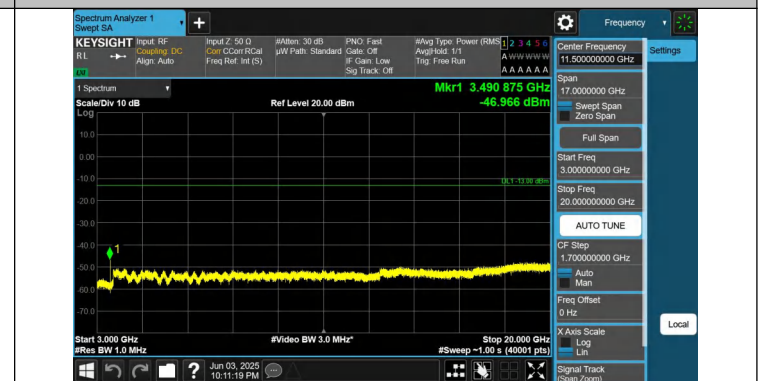 Spectrum Analyzer 1
Swept SA
Frequency
KEYSIGHT
RL
Input: RF
Coupling: DC
Align: Auto
Input Z: 50 Ω
Corr CCorr RCal
Freq Ref: Int (S)
#Atten: 30 dB
µW Path: Standard
PNO: Fast
Gate: Off
IF Gain: Low
Sig Track: Off
#Avg Type: Power (RMS
Avg|Hold: 1/1
Trig: Free Run
1 2 3 4 5 6
A W W W W W
A A A A A A
Center Frequency
11.500000000 GHz
Settings
Span
17.0000000 GHz
Swept Span
Zero Span
Full Span
Start Freq
3.000000000 GHz
Stop Freq
20.000000000 GHz
AUTO TUNE
CF Step
1.700000000 GHz
Auto
Man
Freq Offset
0 Hz
X Axis Scale
Log
Lin
Local
Signal Track
(Span Zoom)
1 Spectrum
Scale/Div 10 dB
Log
Ref Level 20.00 dBm
Mkr1 3.490 875 GHz
-46.966 dBm
10.0
0.00
-10.0
DL1 -13.00 dBm
-20.0
-30.0
-40.0
1
-50.0
-60.0
-70.0
Start 3.000 GHz
#Video BW 3.0 MHz*
Stop 20.000 GHz
#Res BW 1.0 MHz
#Sweep ~1.00 s (40001 pts)
?
Jun 03, 2025
10:11:19 PM